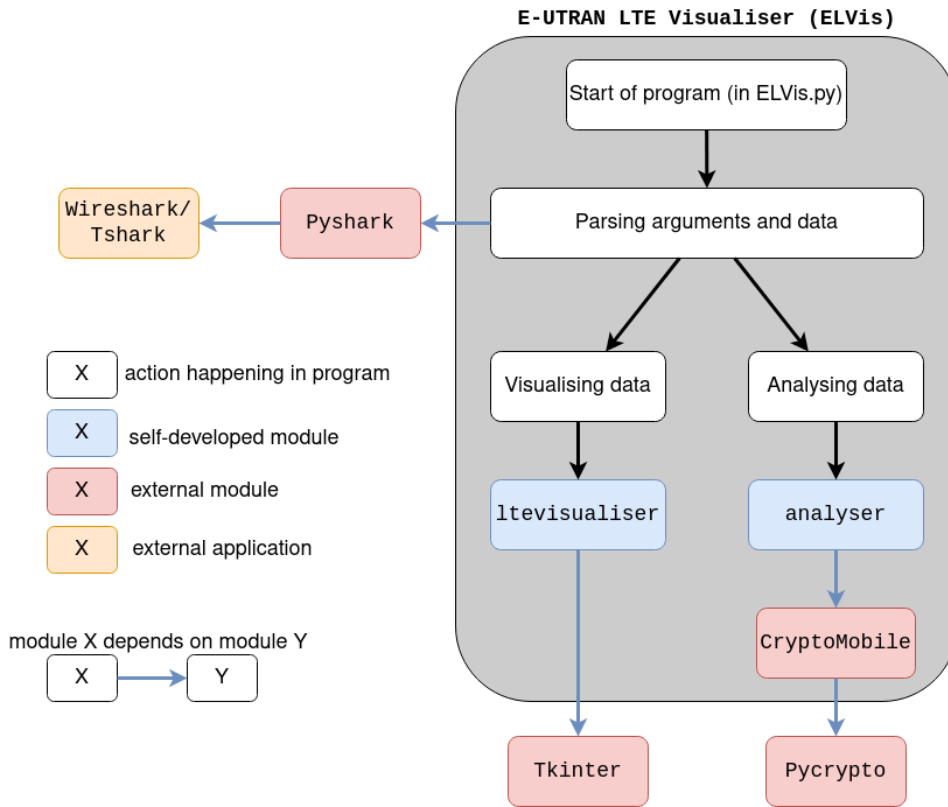 E-UTRAN LTE Visualiser (ELVis)
Start of program (in ELVis.py)
Wireshark/
Tshark
Pyshark
Parsing arguments and data
X
action happening in program
Visualising data
Analysing data
X
self-developed module
X
external module
ltevisualiser
analyser
X
external application
CryptoMobile
module X depends on module Y
X
Y
Tkinter
Pycrypto